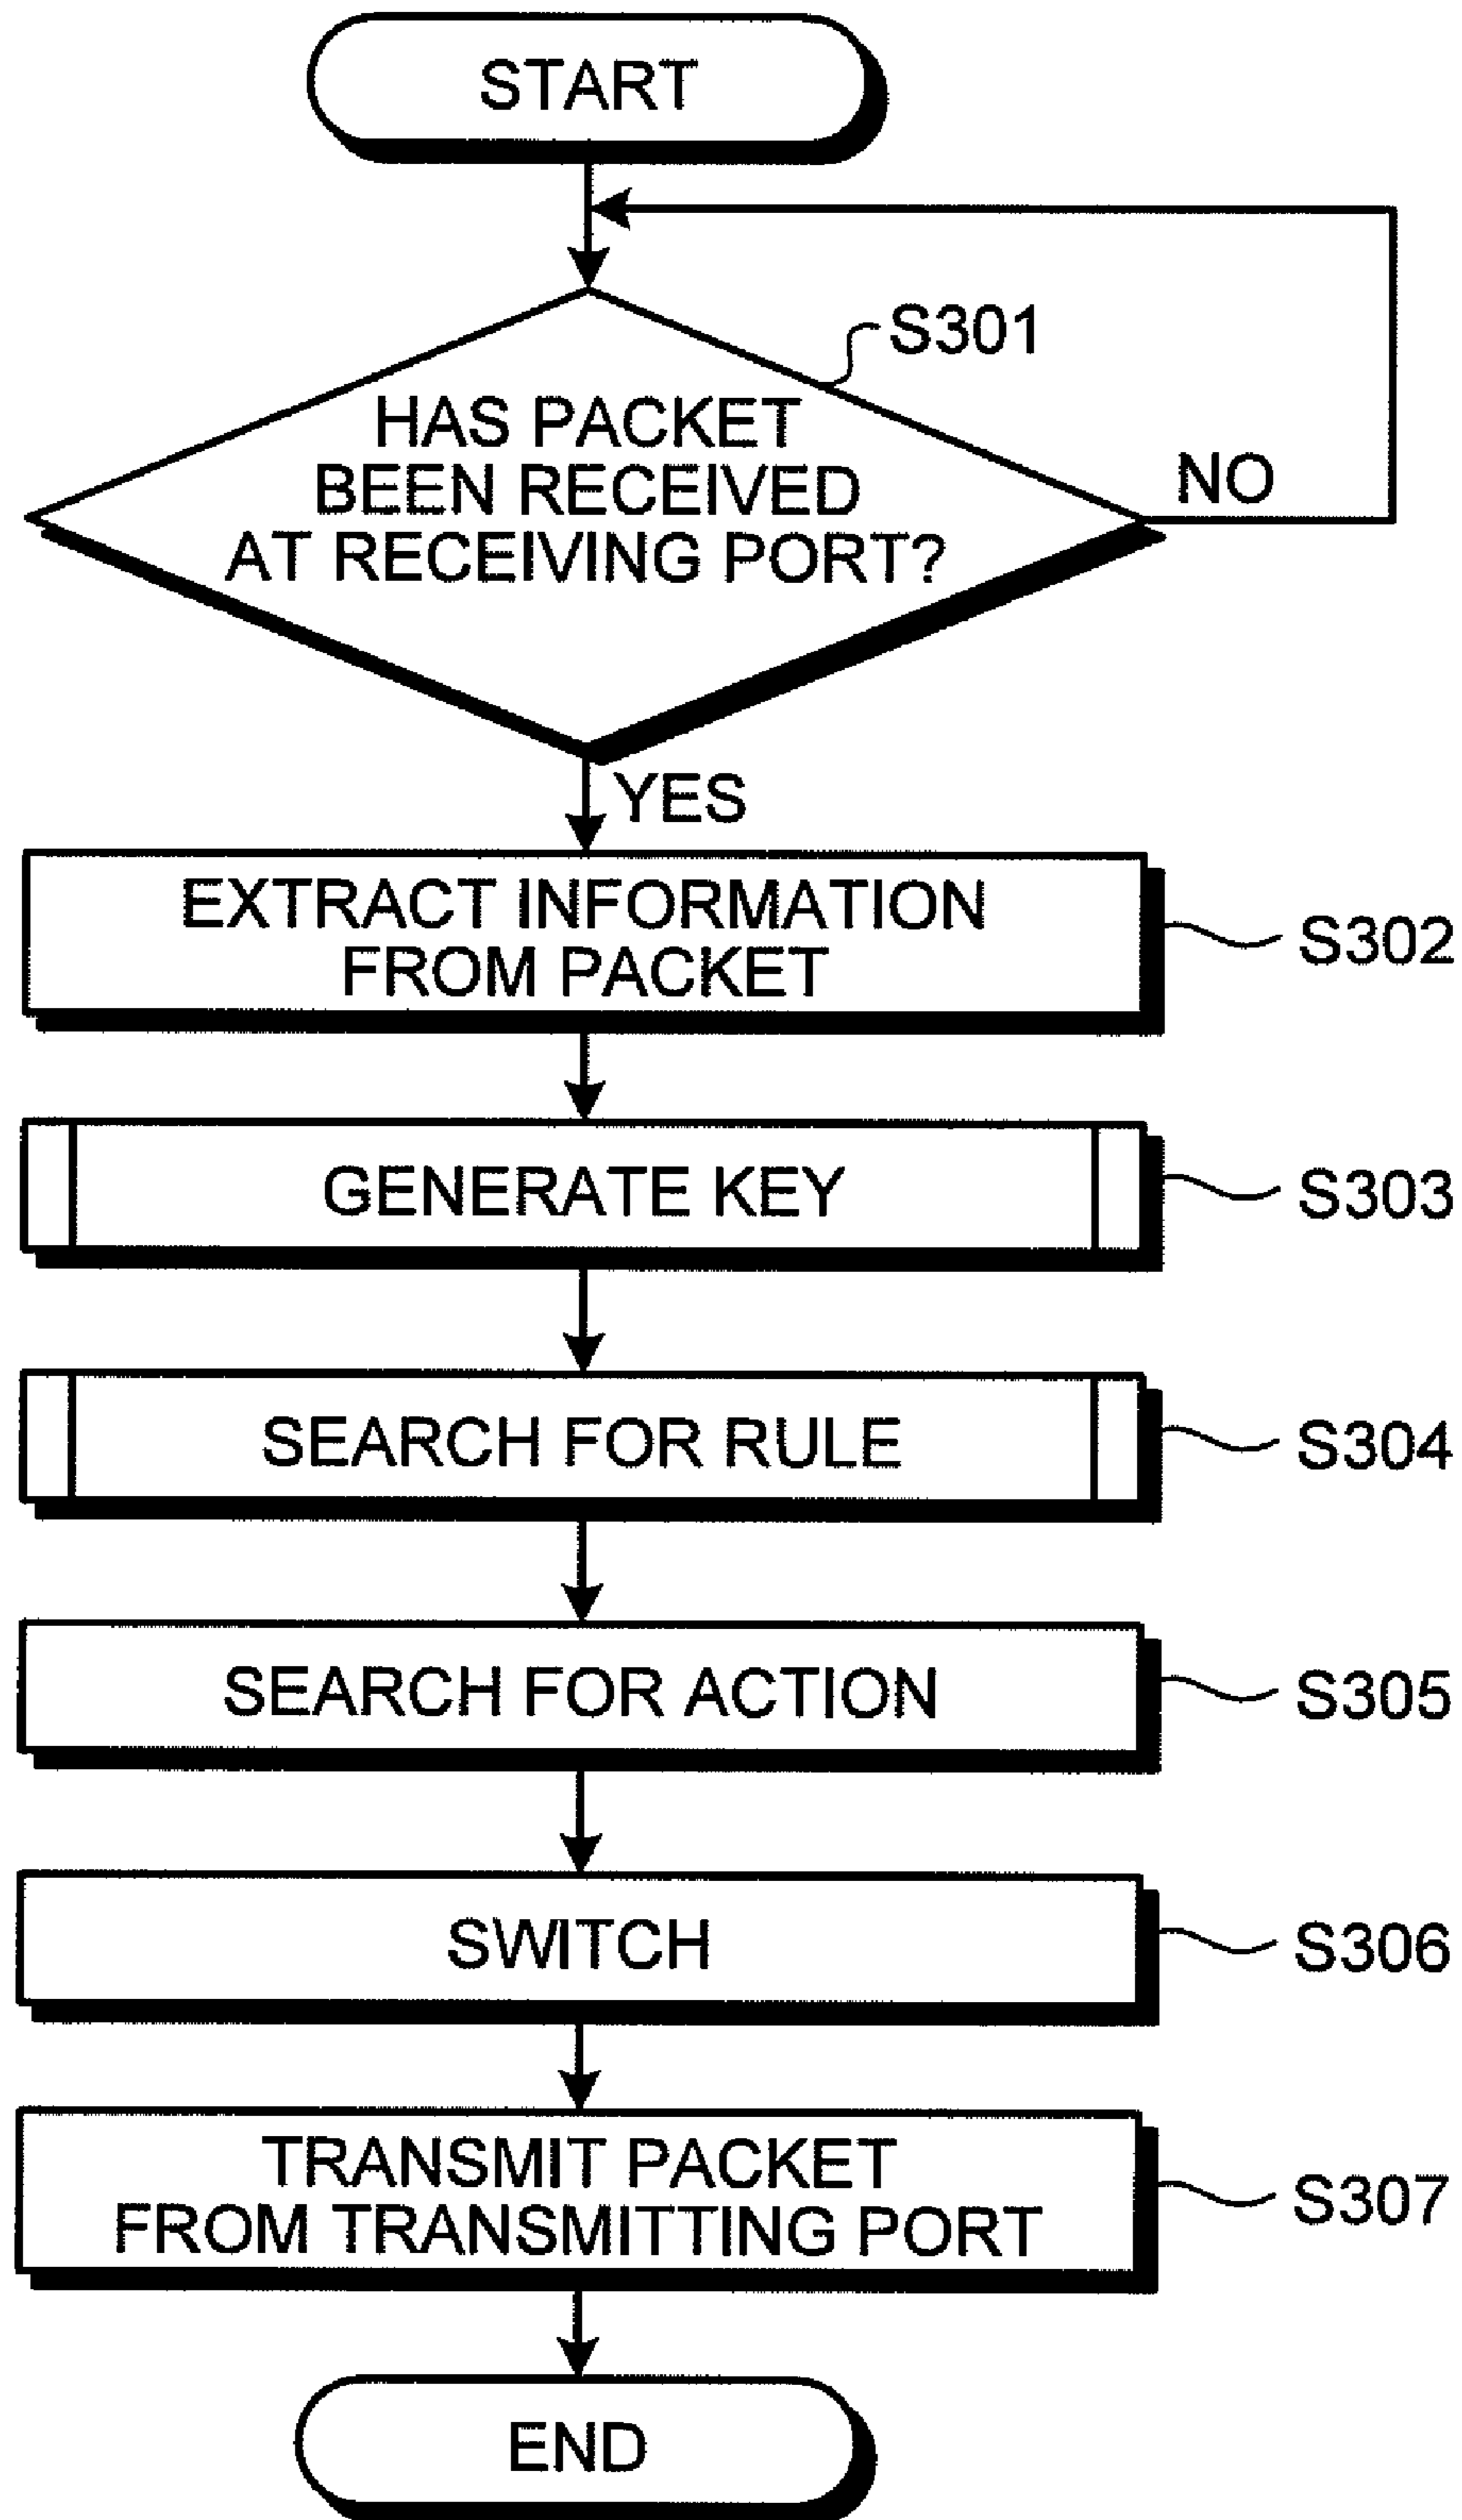 START
S301
HAS PACKET
BEEN RECEIVED
AT RECEIVING PORT?
NO
YES
EXTRACT INFORMATION
FROM PACKET
S302
GENERATE KEY
S303
SEARCH FOR RULE
S304
SEARCH FOR ACTION
S305
SWITCH
S306
TRANSMIT PACKET
FROM TRANSMITTING PORT
S307
END